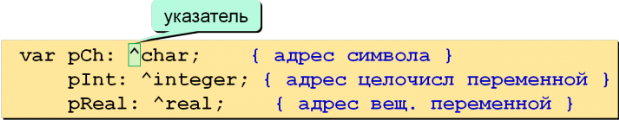 указатель
var pCh: ^char; { адрес символа }
pInt: ^integer; { адрес целочисл переменной }
pReal: ^real; { адрес вещ. переменной }